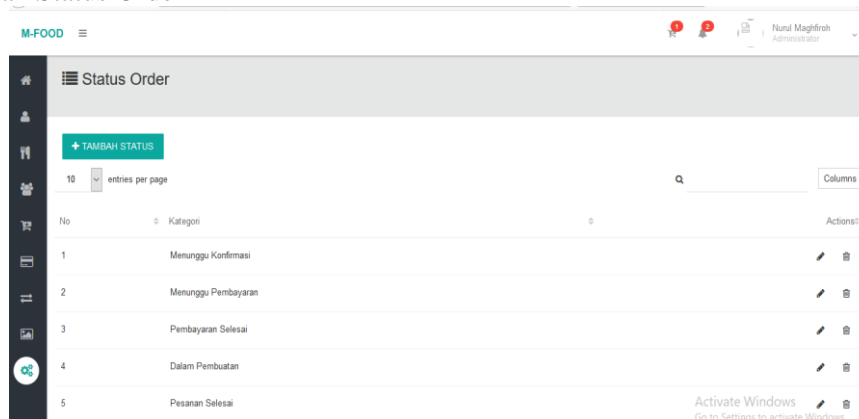 M-FOOD
1
2
Nurul Maghfiroh
Administrator
Status Order
+ TAMBAH STATUS
10 entries per page
Columns
No Kategori Actions
1 Menunggu Konfirmasi
2 Menunggu Pembayaran
3 Pembayaran Selesai
4 Dalam Pembuatan
5 Pesanan Selesai
Activate Windows
Go to Settings to activate Windows